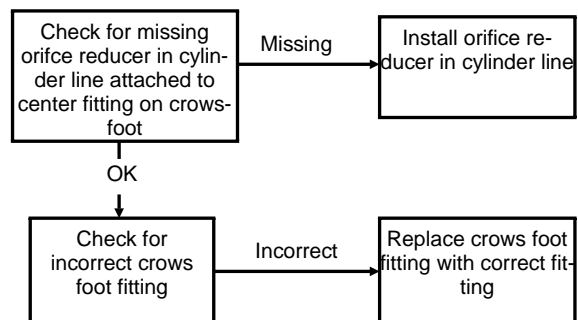 Check for missing
orifce reducer in cylin-
der line attached to
center fitting on crows-
foot
Missing
Install orifice re-
ducer in cylinder line
OK
Check for
incorrect crows
foot fitting
Incorrect
Replace crows foot
fitting with correct fit-
ting